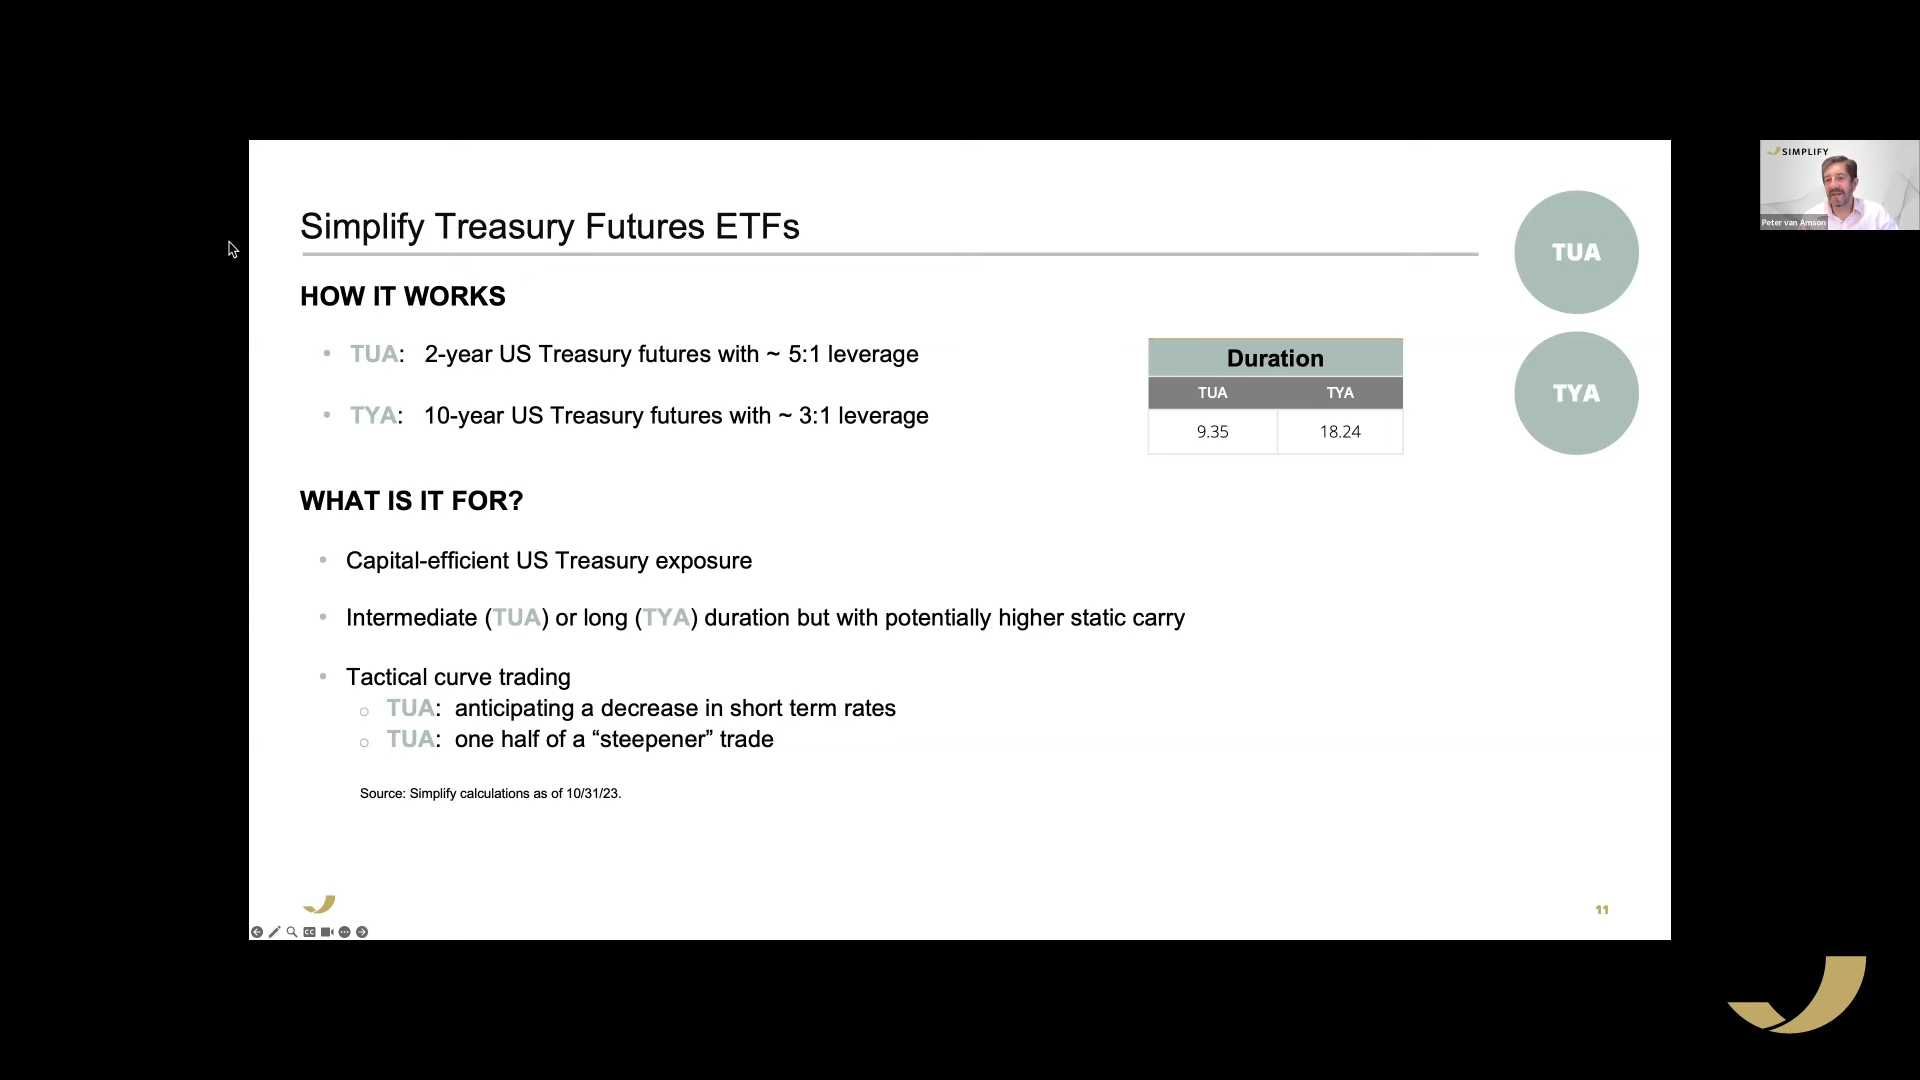 SIMPLIFY
Peter van Amson
Simplify Treasury Futures ETFs
TUA
HOW IT WORKS
• TUA: 2-year US Treasury futures with ~ 5:1 leverage
• TYA: 10-year US Treasury futures with ~ 3:1 leverage
Duration
TUA TYA
9.35 18.24
TYA
WHAT IS IT FOR?
• Capital-efficient US Treasury exposure
• Intermediate (TUA) or long (TYA) duration but with potentially higher static carry
• Tactical curve trading
○ TUA: anticipating a decrease in short term rates
○ TUA: one half of a “steepener” trade
Source: Simplify calculations as of 10/31/23.
11
CC